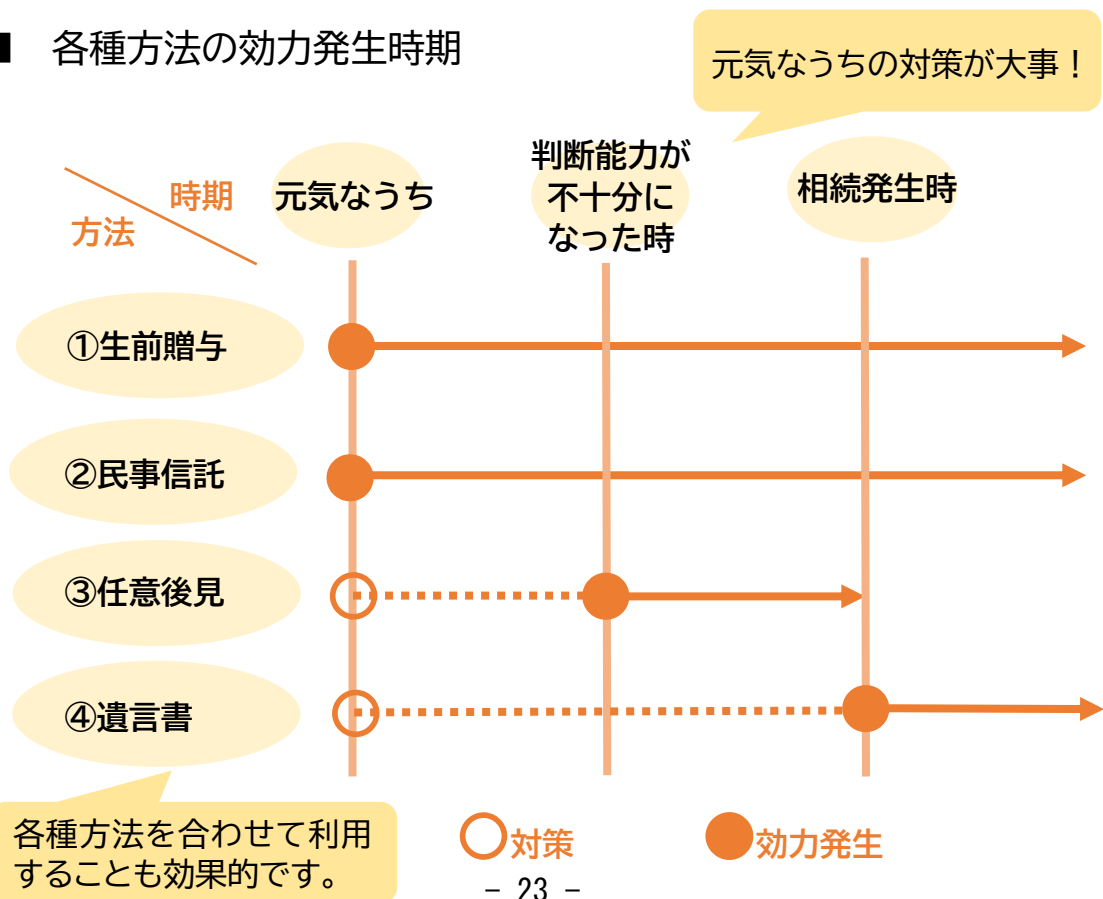 ■ 各種方法の効力発生時期
元気なうちの対策が大事！
時期
方法
元気なうち
判断能力が
不十分に
なった時
相続発生時
①生前贈与
②民事信託
③任意後見
④遺言書
各種方法を合わせて利用
することも効果的です。
対策
効力発生
- 23 -